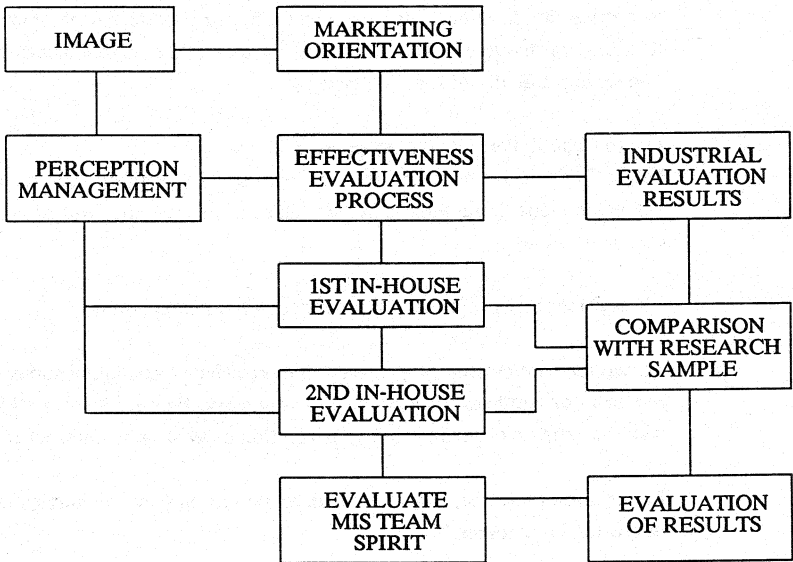 IMAGE
MARKETING
ORIENTATION
PERCEPTION
MANAGEMENT
EFFECTIVENESS
EVALUATION
PROCESS
INDUSTRIAL
EVALUATION
RESULTS
1ST IN-HOUSE
EVALUATION
COMPARISON
WITH RESEARCH
SAMPLE
2ND IN-HOUSE
EVALUATION
EVALUATE
MIS TEAM
SPIRIT
EVALUATION
OF RESULTS